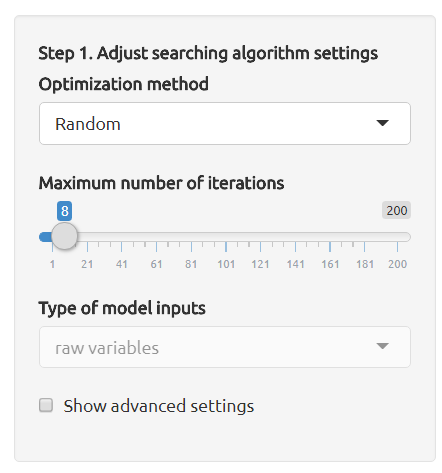 Step 1. Adjust searching algorithm settings
Optimization method
Random
Maximum number of iterations
8 200
1 21 41 61 81 101 121 141 161 181 200
Type of model inputs
raw variables
Show advanced settings